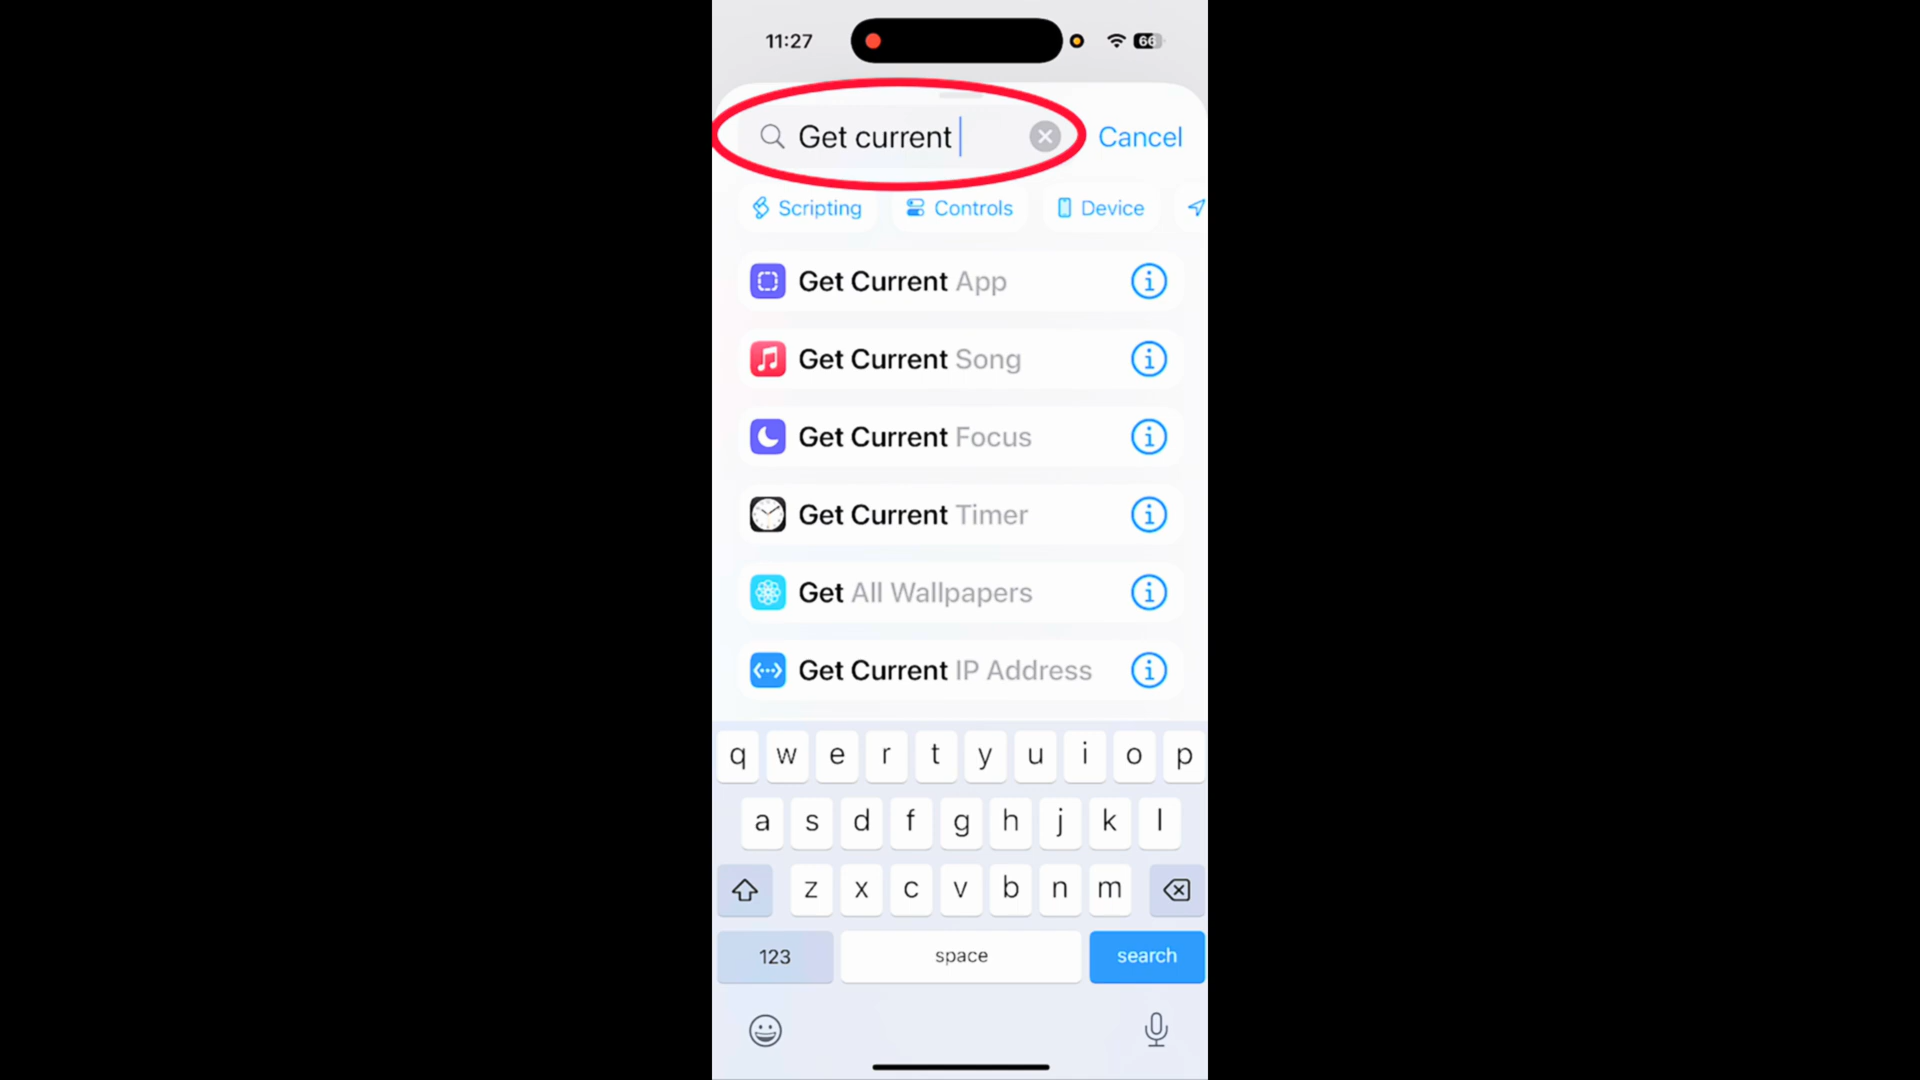 11:27
66
Get current
Cancel
Scripting
Controls
Device
Get Current App
Get Current Song
Get Current Focus
Get Current Timer
Get All Wallpapers
Get Current IP Address
q w e r t y u i o p
a s d f g h j k l
z x c v b n m
123 space search